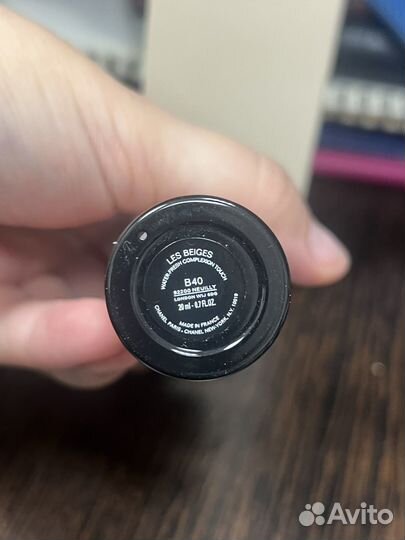 LES BEIGES
WATER-FRESH COMPLEXION TOUCH
B40
92200 NEUILLY
LONDON W1J 6DG
20 ml - 0.7 FL.OZ.
MADE IN FRANCE
CHANEL PARIS - CHANEL NEW-YORK, N.Y. 10019
Avito